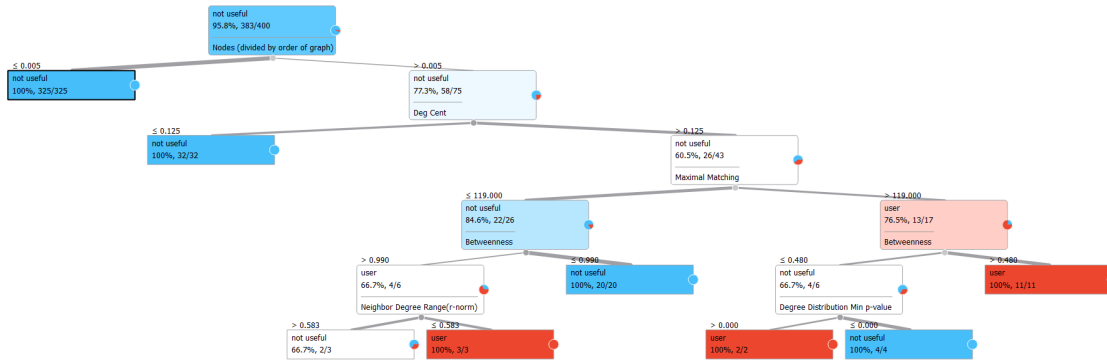 not useful
95.8%, 383/400
Nodes (divided by order of graph)
≤ 0.005
not useful
100%, 325/325
> 0.005
not useful
77.3%, 58/75
Deg Cent
≤ 0.125
not useful
100%, 32/32
> 0.125
not useful
60.5%, 26/43
Maximal Matching
≤ 119.000
not useful
84.6%, 22/26
Betweenness
> 119.000
user
76.5%, 13/17
Betweenness
> 0.990
user
66.7%, 4/6
Neighbor Degree Range(r-norm)
≤ 0.990
not useful
100%, 20/20
≤ 0.480
not useful
66.7%, 4/6
Degree Distribution Min p-value
> 0.480
user
100%, 11/11
> 0.583
not useful
66.7%, 2/3
≤ 0.583
user
100%, 3/3
> 0.000
user
100%, 2/2
≤ 0.000
not useful
100%, 4/4